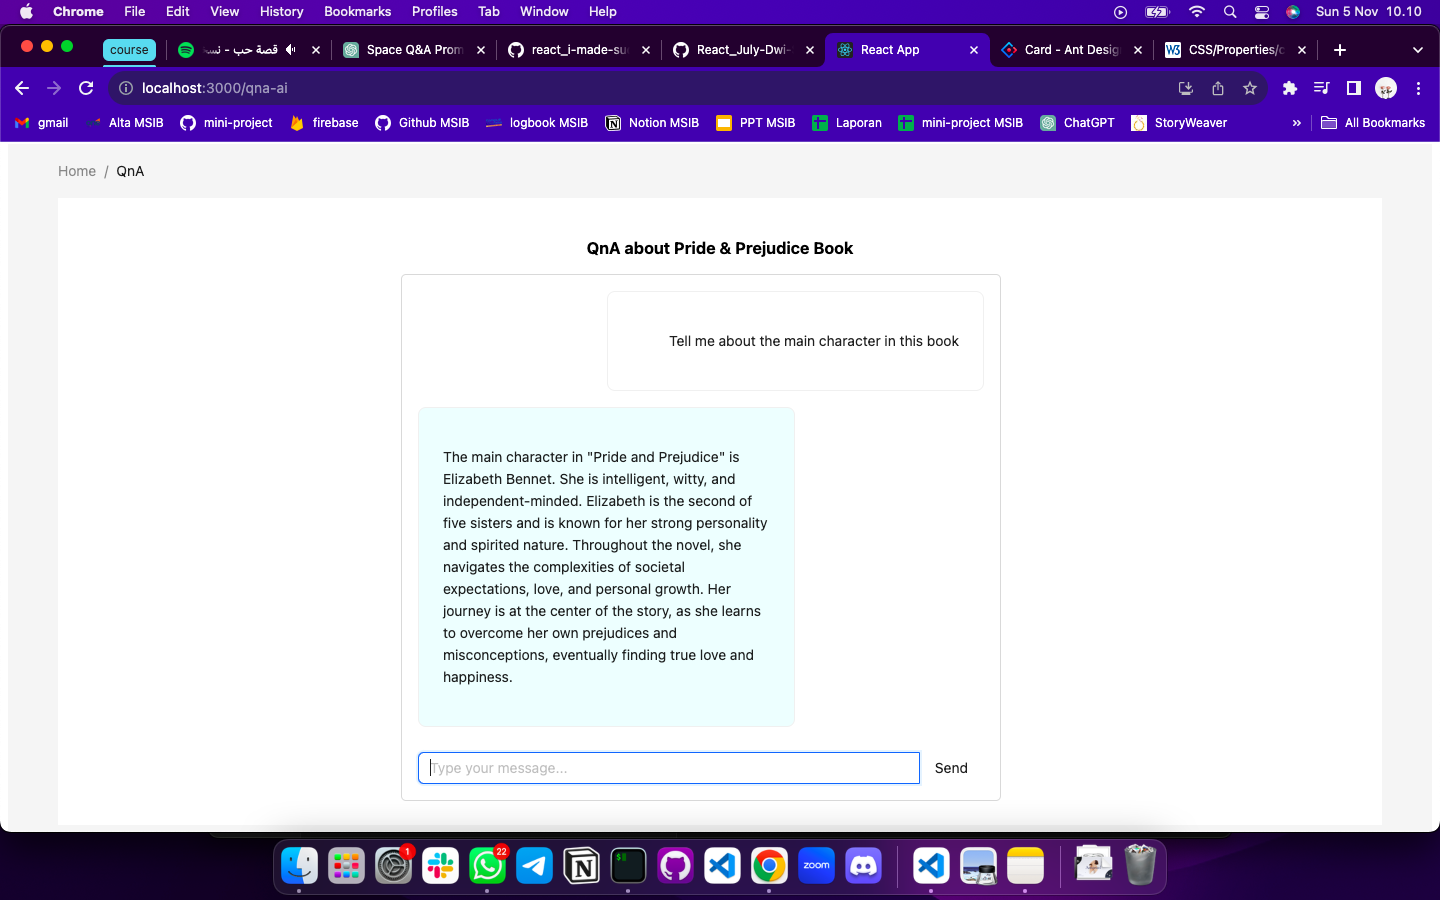 Chrome File Edit View History Bookmarks Profiles Tab Window Help Sun 5 Nov 10.10
course قصة حب - نس Space Q&A Prom react_i-made-su React_July-Dwi- React App Card - Ant Desig CSS/Properties/c
localhost:3000/qna-ai
gmail Alta MSIB mini-project firebase Github MSIB logbook MSIB Notion MSIB PPT MSIB Laporan mini-project MSIB ChatGPT StoryWeaver » All Bookmarks
Home / QnA
QnA about Pride & Prejudice Book
Tell me about the main character in this book
The main character in "Pride and Prejudice" is
Elizabeth Bennet. She is intelligent, witty, and
independent-minded. Elizabeth is the second of
five sisters and is known for her strong personality
and spirited nature. Throughout the novel, she
navigates the complexities of societal
expectations, love, and personal growth. Her
journey is at the center of the story, as she learns
to overcome her own prejudices and
misconceptions, eventually finding true love and
happiness.
Type your message... Send
1 22 zoom